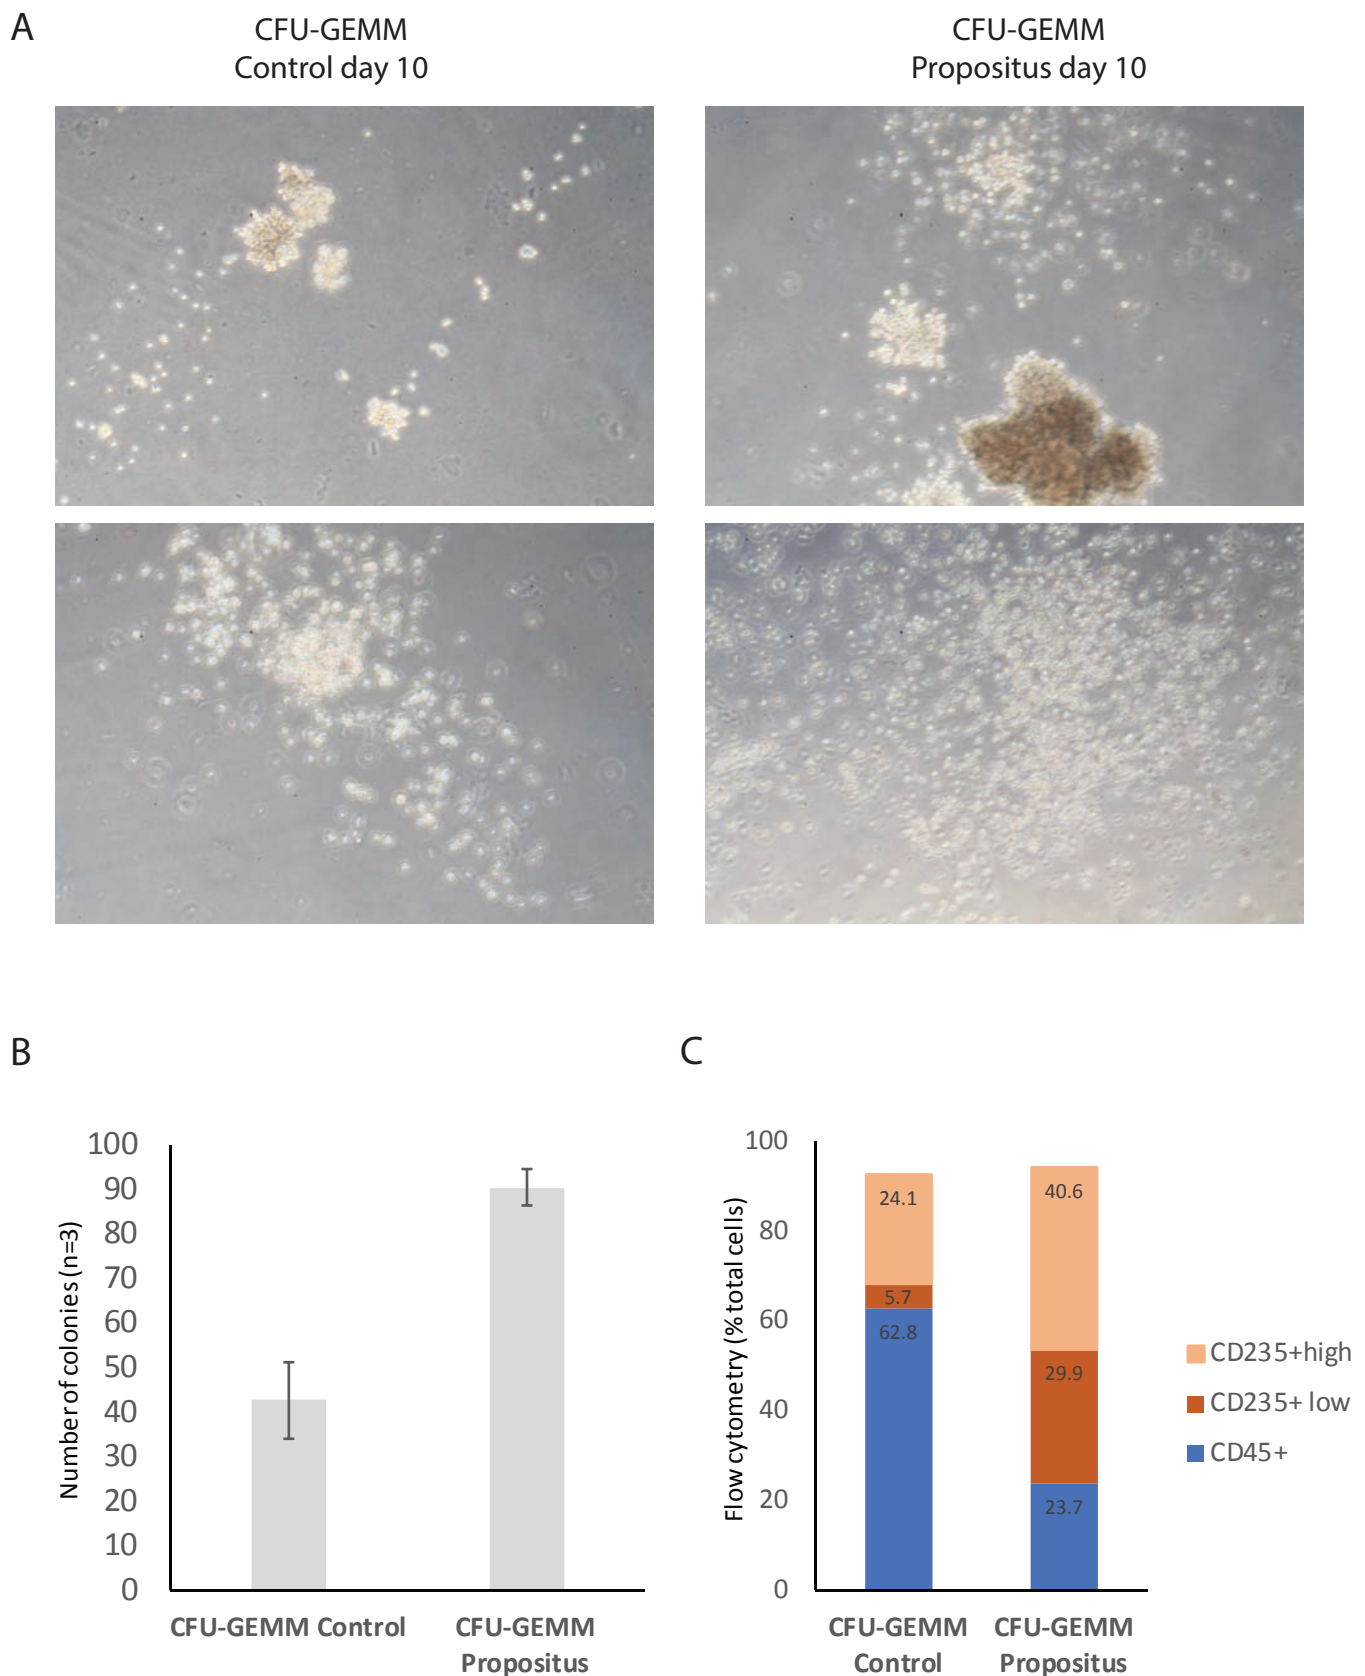 A
CFU-GEMM
Control day 10
CFU-GEMM
Propositus day 10
B
Number of colonies (n=3)
100
90
80
70
60
50
40
30
20
10
0
CFU-GEMM Control
CFU-GEMM
Propositus
C
Flow cytometry (% total cells)
100
80
60
40
20
0
24.1
5.7
62.8
40.6
29.9
23.7
CFU-GEMM
Control
CFU-GEMM
Propositus
CD235+high
CD235+ low
CD45+